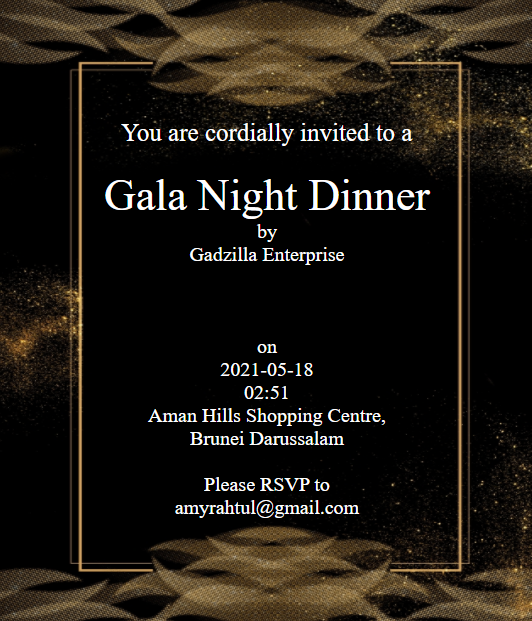 You are cordially invited to a
Gala Night Dinner
by
Gadzilla Enterprise
on
2021-05-18
02:51
Aman Hills Shopping Centre,
Brunei Darussalam
Please RSVP to
amyrahtul@gmail.com